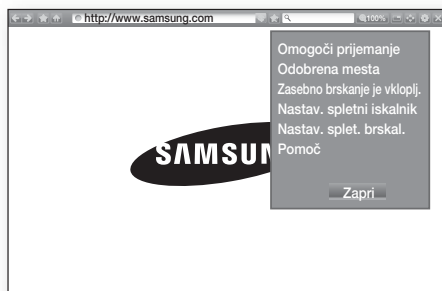 http://www.samsung.com
100%
Omogoči prijemanje
Odobrena mesta
Zasebno brskanje je vkloplj.
Nastav. spletni iskalnik
Nastav. splet. brskal.
Pomoč
SAMSUN
Zapri